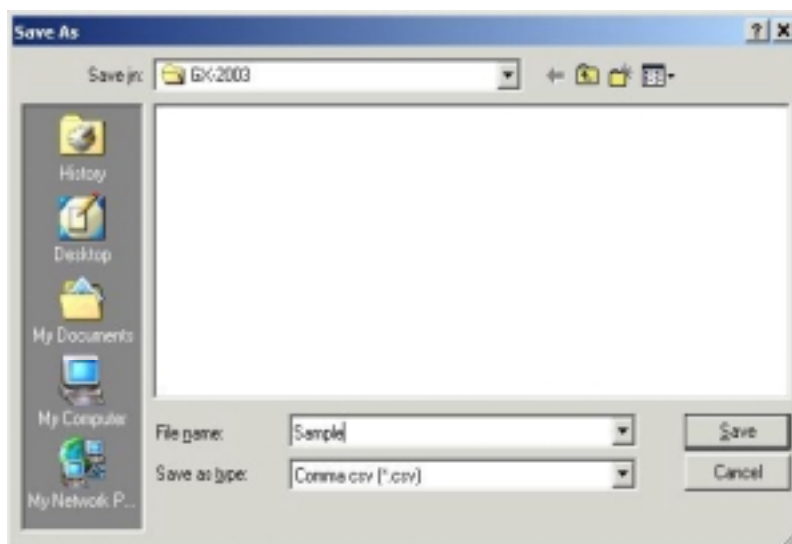 Save As
Save in: GX-2003
History
Desktop
My Documents
My Computer
My Network P...
File name: Sample Save
Save as type: Comma csv (*.csv) Cancel